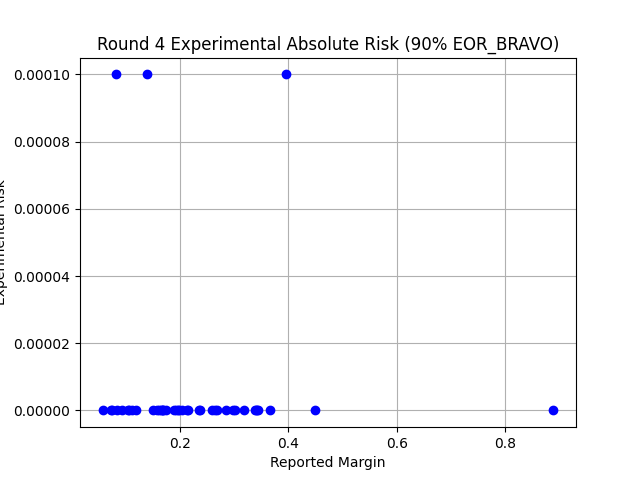 Round 4 Experimental Absolute Risk (90% EOR_BRAVO)
0.00010
0.00008
0.00006
0.00004
0.00002
0.00000
Experimental Risk
0.2 0.4 0.6 0.8
Reported Margin